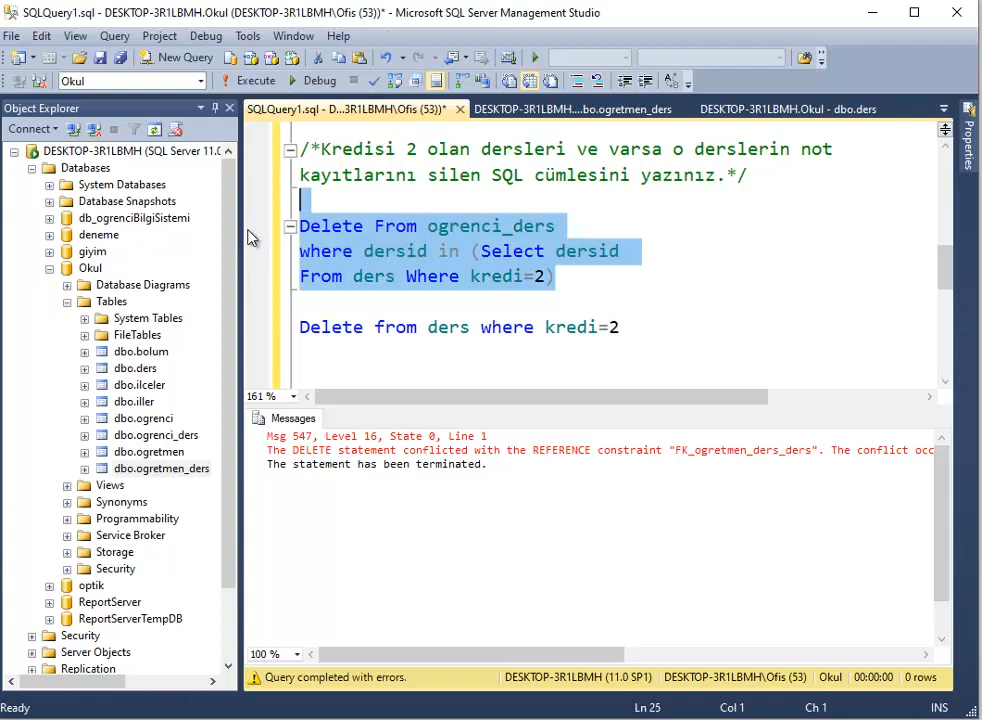 SQLQuery1.sql - DESKTOP-3R1LBMH.Okul (DESKTOP-3R1LBMH\Ofis (53))* - Microsoft SQL Server Management Studio
File Edit View Query Project Debug Tools Window Help
New Query
Okul Execute Debug
Object Explorer
Connect
DESKTOP-3R1LBMH (SQL Server 11.0
Databases
System Databases
Database Snapshots
db_ogrenciBilgiSistemi
deneme
giyim
Okul
Database Diagrams
Tables
System Tables
FileTables
dbo.bolum
dbo.ders
dbo.ilceler
dbo.iller
dbo.ogrenci
dbo.ogrenci_ders
dbo.ogretmen
dbo.ogretmen_ders
Views
Synonyms
Programmability
Service Broker
Storage
Security
optik
ReportServer
ReportServerTempDB
Security
Server Objects
Replication
SQLQuery1.sql - D...3R1LBMH\Ofis (53))* DESKTOP-3R1LBMH....bo.ogretmen_ders DESKTOP-3R1LBMH.Okul - dbo.ders
Properties
/*Kredisi 2 olan dersleri ve varsa o derslerin not
kayıtlarını silen SQL cümlesini yazınız.*/
Delete From ogrenci_ders
where dersid in (Select dersid
From ders Where kredi=2)
Delete from ders where kredi=2
161 %
Messages
Msg 547, Level 16, State 0, Line 1
The DELETE statement conflicted with the REFERENCE constraint "FK_ogretmen_ders_ders". The conflict occ
The statement has been terminated.
100 %
Query completed with errors. DESKTOP-3R1LBMH (11.0 SP1) DESKTOP-3R1LBMH\Ofis (53) Okul 00:00:00 0 rows
Ready Ln 25 Col 1 Ch 1 INS